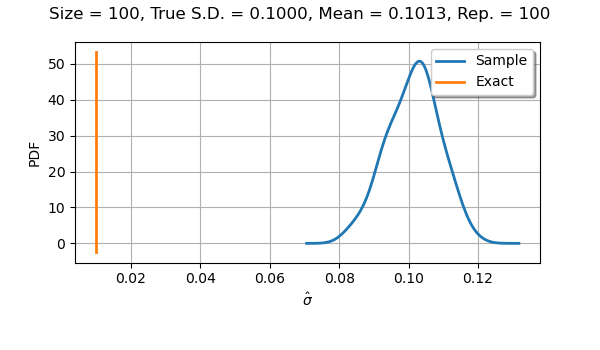 Size = 100, True S.D. = 0.1000, Mean = 0.1013, Rep. = 100
Sample
Exact
PDF
50
40
30
20
10
0
0.02 0.04 0.06 0.08 0.10 0.12
σ̂